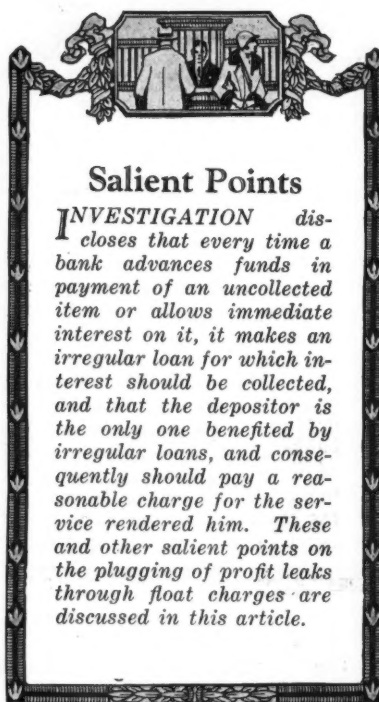 Salient Points
INVESTIGATION dis-
closes that every time a
bank advances funds in
payment of an uncollected
item or allows immediate
interest on it, it makes an
irregular loan for which in-
terest should be collected,
and that the depositor is
the only one benefited by
irregular loans, and conse-
quently should pay a rea-
sonable charge for the ser-
vice rendered him. These
and other salient points on
the plugging of profit leaks
through float charges are
discussed in this article.